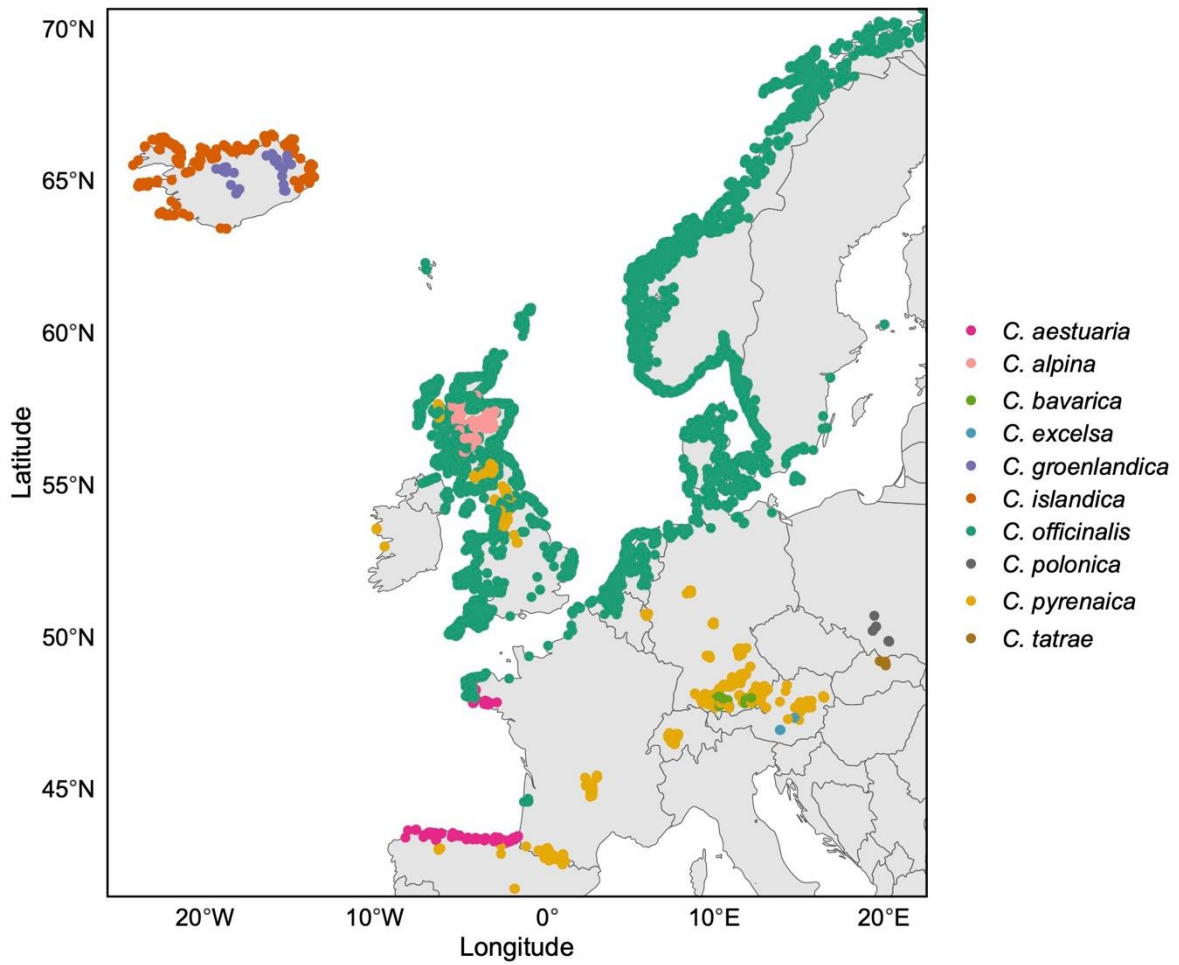 70°N
65°N
60°N
55°N
50°N
45°N
Latitude
20°W
10°W
0°
10°E
20°E
Longitude
C. aestuaria
C. alpina
C. bavarica
C. excelsa
C. groenlandica
C. islandica
C. officinalis
C. polonica
C. pyrenaica
C. tatrae